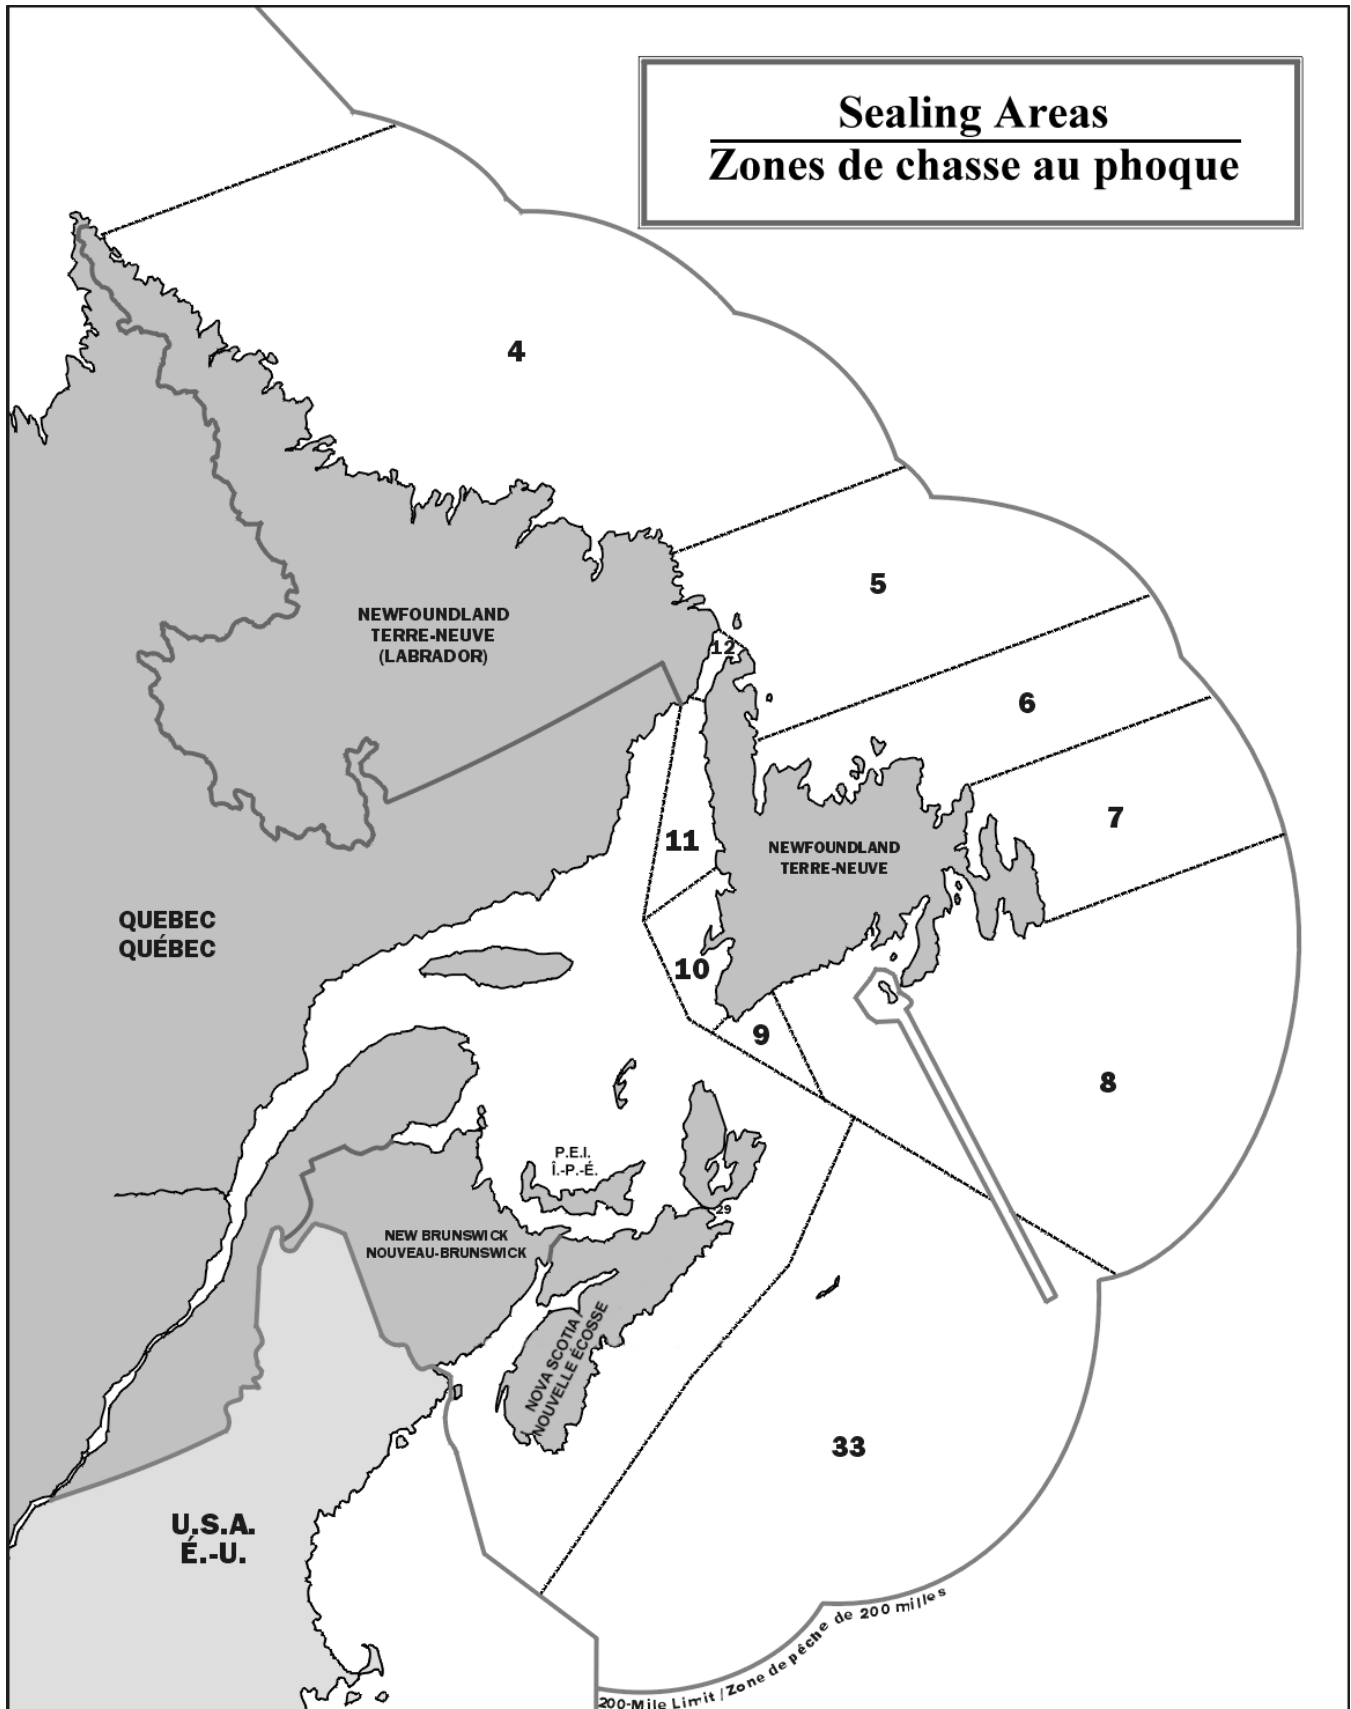 Sealing Areas
Zones de chasse au phoque
4
5
NEWFOUNDLAND
TERRE-NEUVE
(LABRADOR)
12
6
7
11
NEWFOUNDLAND
TERRE-NEUVE
QUEBEC
QUÉBEC
10
9
8
P.E.I.
Î.-P.-É.
29
NEW BRUNSWICK
NOUVEAU-BRUNSWICK
NOVA SCOTIA /
NOUVELLE ÉCOSSE
33
U.S.A.
É.-U.
200-Mile Limit / Zone de pêche de 200 milles